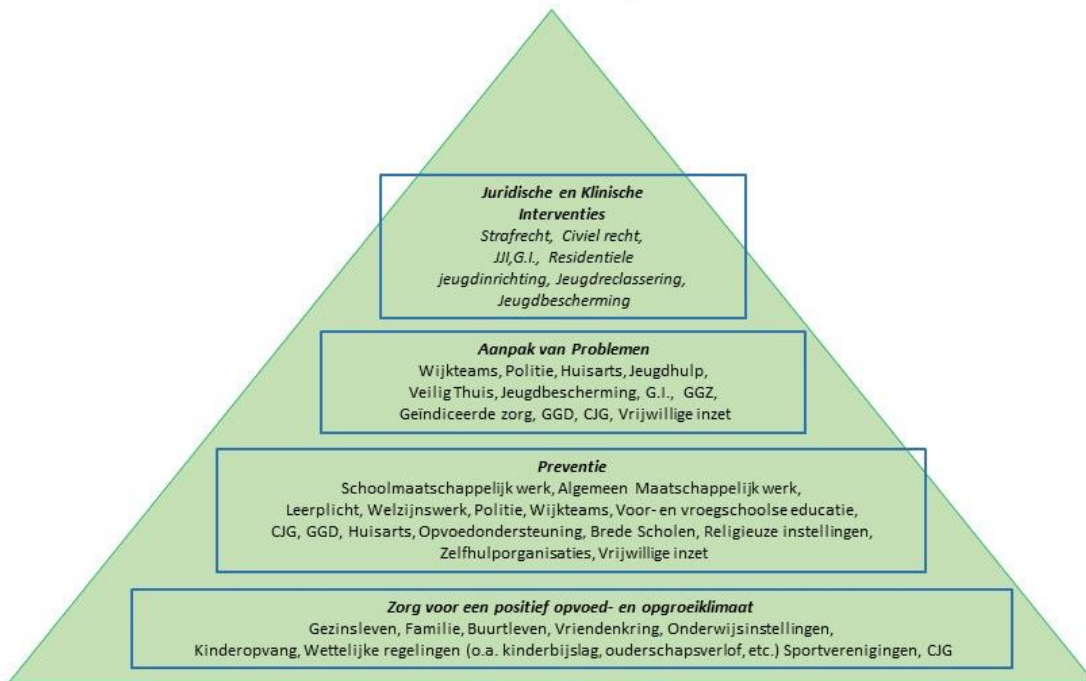 Juridische en Klinische
Interventies
Strafrecht, Civiel recht,
JJI,G.I., Residentiele
jeugdinrichting, Jeugdreclassering,
Jeugdbescherming
Aanpak van Problemen
Wijkteams, Politie, Huisarts, Jeugdhulp,
Veilig Thuis, Jeugdbescherming, G.I., GGZ,
Geïndiceerde zorg, GGD, CJG, Vrijwillige inzet
Preventie
Schoolmaatschappelijk werk, Algemeen Maatschappelijk werk,
Leerplicht, Welzijnswerk, Politie, Wijkteams, Voor- en vroegschoolse educatie,
CJG, GGD, Huisarts, Opvoedondersteuning, Brede Scholen, Religieuze instellingen,
Zelfhulporganisaties, Vrijwillige inzet
Zorg voor een positief opvoed- en opgroeiklimaat
Gezinsleven, Familie, Buurtleven, Vriendenkring, Onderwijsinstellingen,
Kinderopvang, Wettelijke regelingen (o.a. kinderbijslag, ouderschapsverlof, etc.) Sportverenigingen, CJG